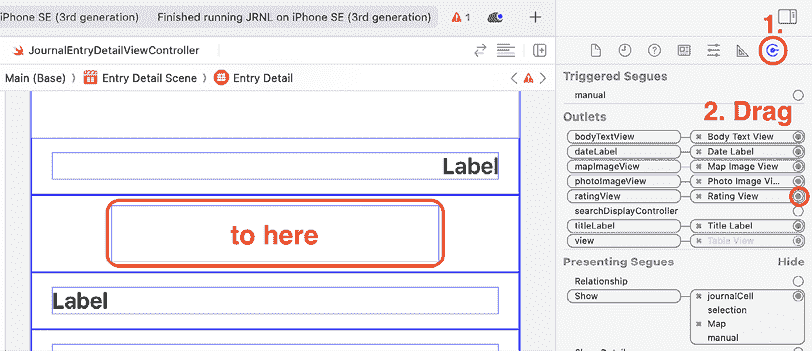 iPhone SE (3rd generation) Finished running JRNL on iPhone SE (3rd generation) 1
1.
JournalEntryDetailViewController
Main (Base) Entry Detail Scene Entry Detail
Triggered Segues
manual
2. Drag
Outlets
bodyTextView Body Text View
dateLabel Date Label
Label
mapImageView Map Image View
photoImageView Photo Image Vi...
ratingView Rating View
searchDisplayController
to here
titleLabel Title Label
view Table View
Presenting Segues Hide
Relationship
Label
Show journalCell
selection
Map
manual